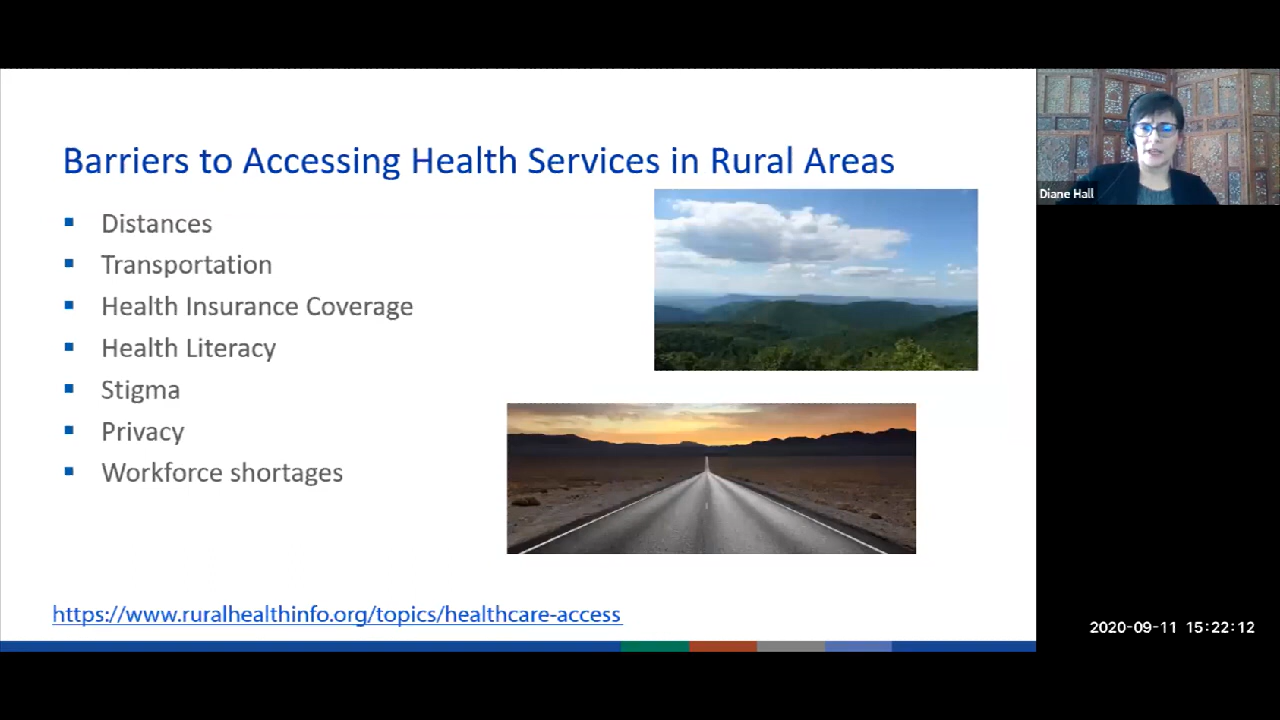 Barriers to Accessing Health Services in Rural Areas
Distances
Transportation
Health Insurance Coverage
Health Literacy
Stigma
Privacy
Workforce shortages
https://www.ruralhealthinfo.org/topics/healthcare-access
Diane Hall
2020-09-11 15:22:12